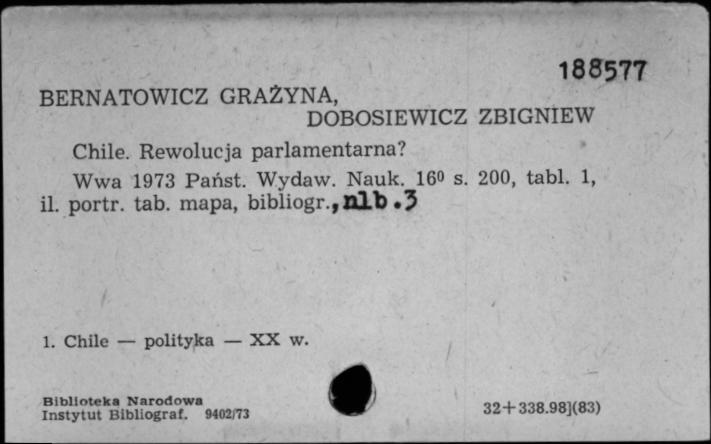 188577
BERNATOWICZ GRAŻYNA,
DOBOSIEWICZ ZBIGNIEW
Chile. Rewolucja parlamentarna?
Wwa 1973 Państ. Wydaw. Nauk. 16⁰ s. 200, tabl. 1,
il. portr. tab. mapa, bibliogr., nlb.3
1. Chile — polityka — XX w.
Biblioteka Narodowa
Instytut Bibliograf. 9402/73
32+338.98](83)